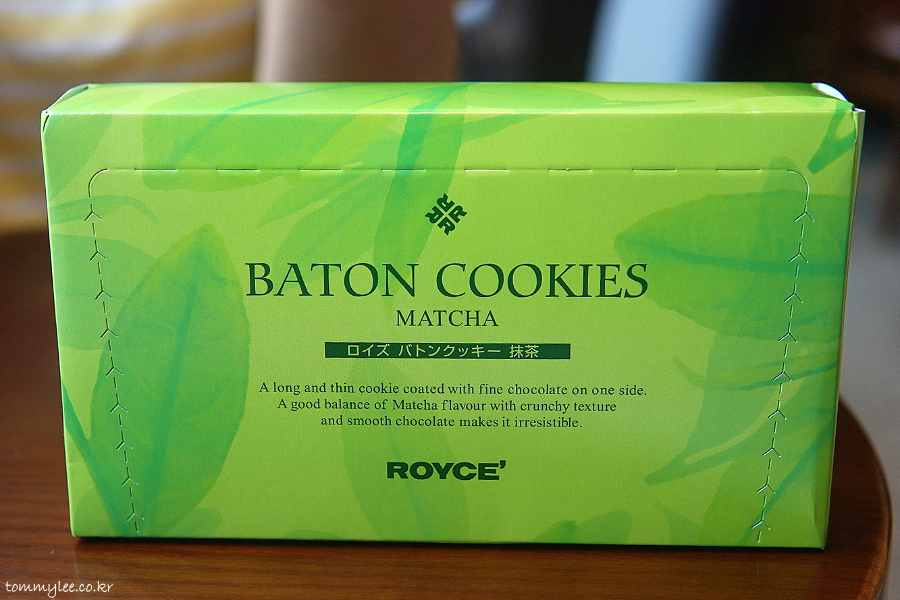 BATON COOKIES
MATCHA
ロイズ バトンクッキー 抹茶
A long and thin cookie coated with fine chocolate on one side.
A good balance of Matcha flavour with crunchy texture
and smooth chocolate makes it irresistible.
ROYCE'
tommylee.co.kr